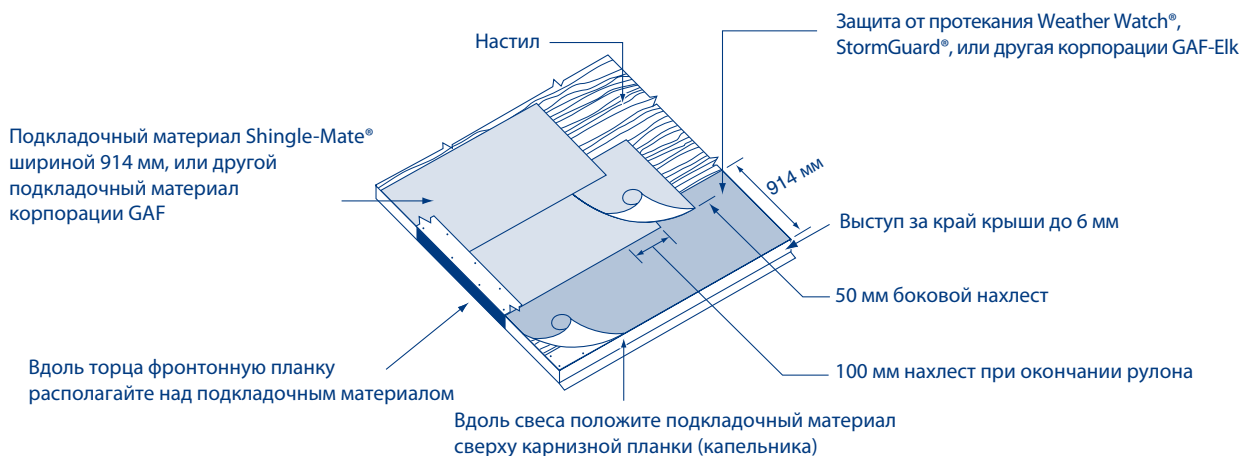 Защита от протекания Weather Watch®,
StormGuard®, или другая корпорации GAF-Elk
Настил
Подкладочный материал Shingle-Mate®
шириной 914 мм, или другой
подкладочный материал
корпорации GAF
914 мм
Выступ за край крыши до 6 мм
50 мм боковой нахлест
100 мм нахлест при окончании рулона
Вдоль торца фронтонную планку
располагайте над подкладочным материалом
Вдоль свеса положите подкладочный материал
сверху карнизной планки (капельника)